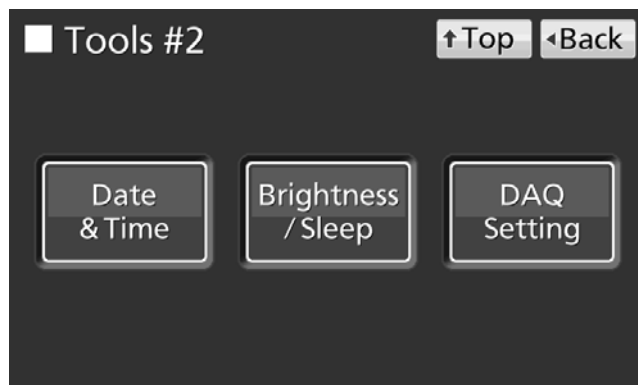 Tools #2
↑Top
◂Back
Date
& Time
Brightness
/ Sleep
DAQ
Setting